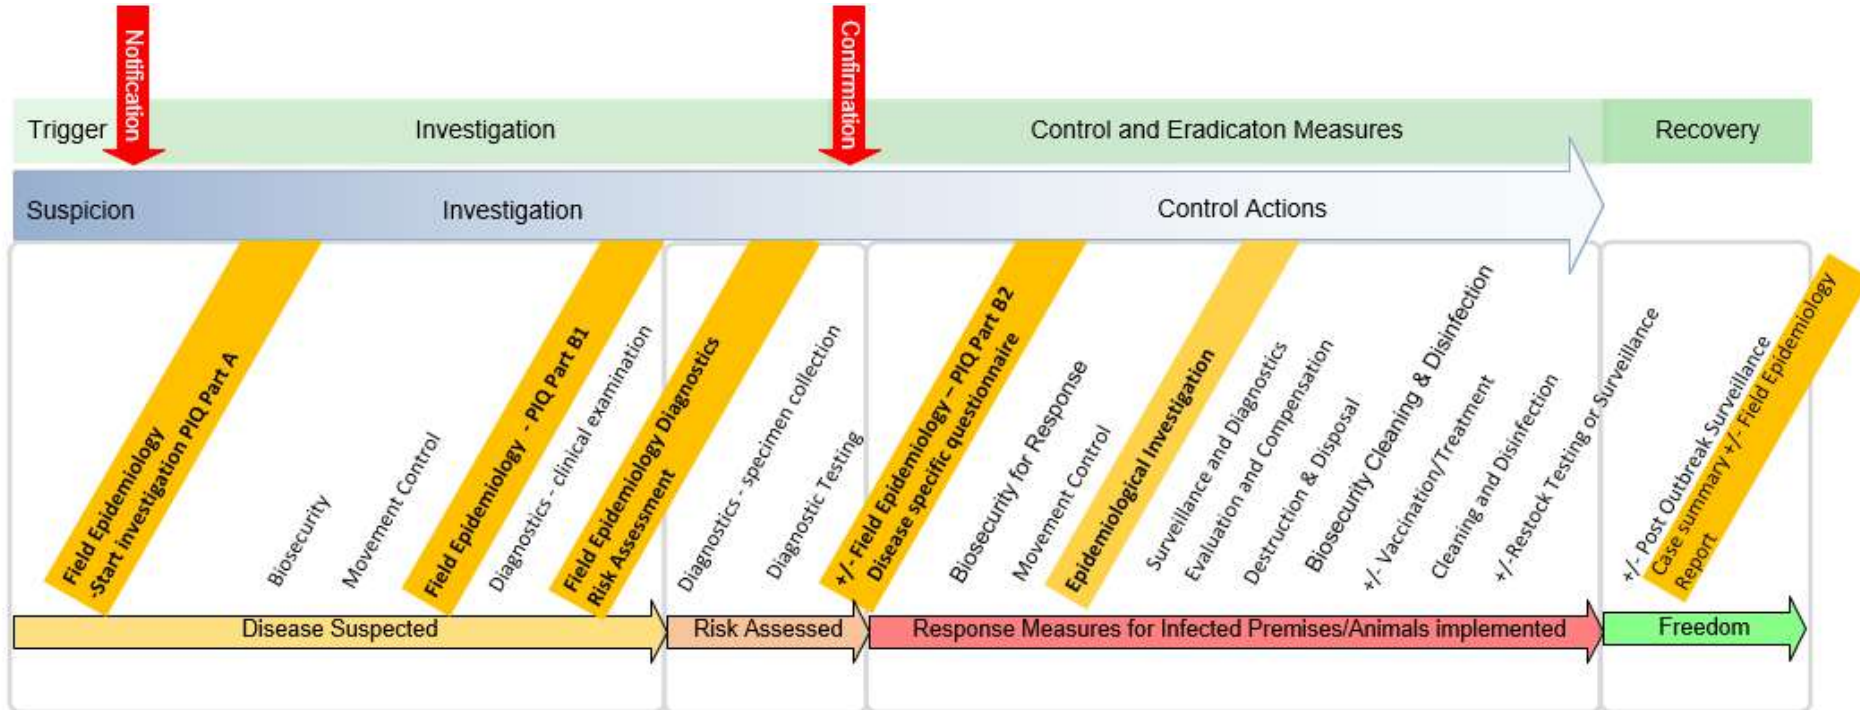 Notification
Confirmation
Trigger
Investigation
Control and Eradicaton Measures
Recovery
Suspicion
Investigation
Control Actions
Field Epidemiology
-Start investigation PIQ Part A
Biosecurity
Movement Control
Field Epidemiology - PIQ Part B1
Diagnostics - clinical examination
Field Epidemiology Diagnostics
Risk Assessment
Diagnostics - specimen collection
Diagnostic Testing
+/- Field Epidemiology – PIQ Part B2
Disease specific questionnaire
Biosecurity for Response
Movement Control
Epidemiological Investigation
Surveillance and Diagnostics
Evaluation and Compensation
Destruction & Disposal
Biosecurity Cleaning & Disinfection
+/- Vaccination/Treatment
Cleaning and Disinfection
+/-Restock Testing or Surveillance
+/- Post Outbreak Surveillance
Case summary +/- Field Epidemiology
Report
Disease Suspected
Risk Assessed
Response Measures for Infected Premises/Animals implemented
Freedom